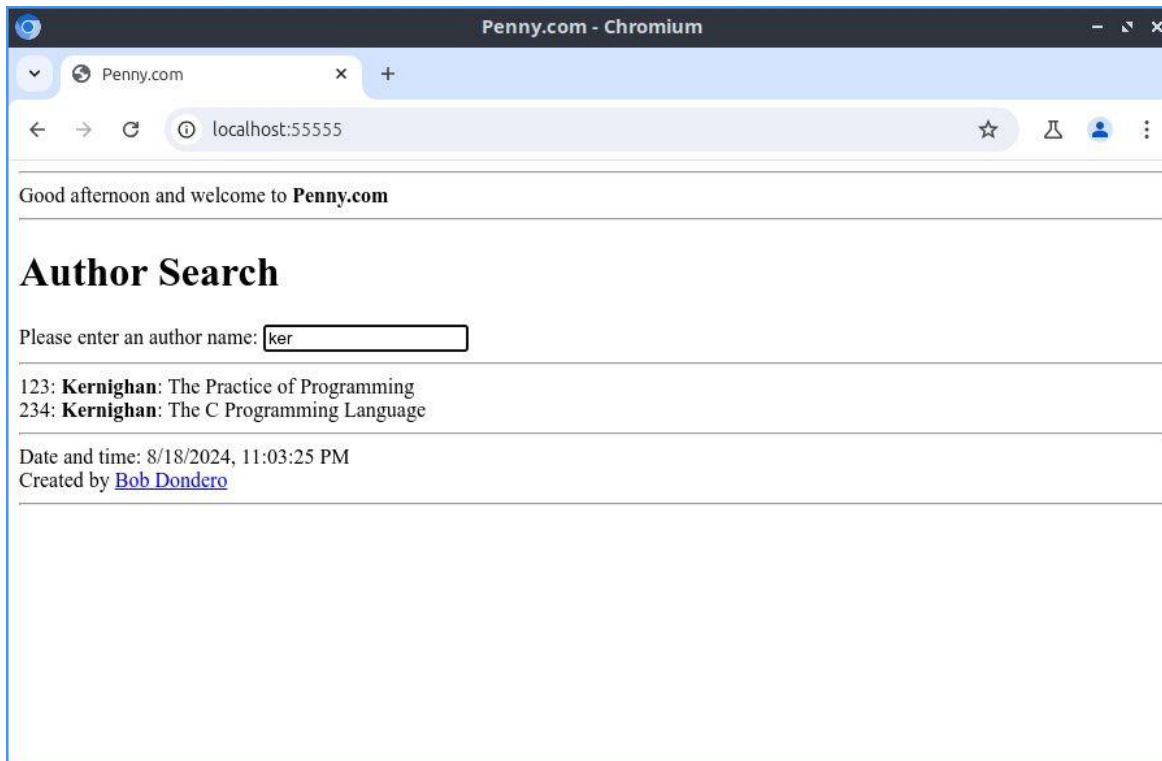 Penny.com - Chromium
Penny.com
localhost:55555
Good afternoon and welcome to Penny.com
Author Search
Please enter an author name: ker
123: Kernighan: The Practice of Programming
234: Kernighan: The C Programming Language
Date and time: 8/18/2024, 11:03:25 PM
Created by Bob Dondero